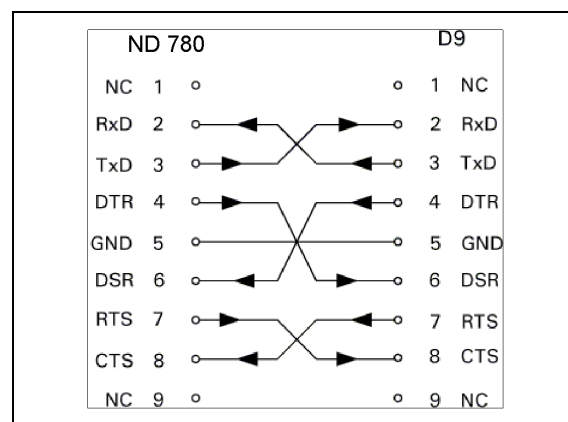 ND 780 D9
NC 1 1 NC
RxD 2 2 RxD
TxD 3 3 TxD
DTR 4 4 DTR
GND 5 5 GND
DSR 6 6 DSR
RTS 7 7 RTS
CTS 8 8 CTS
NC 9 9 NC